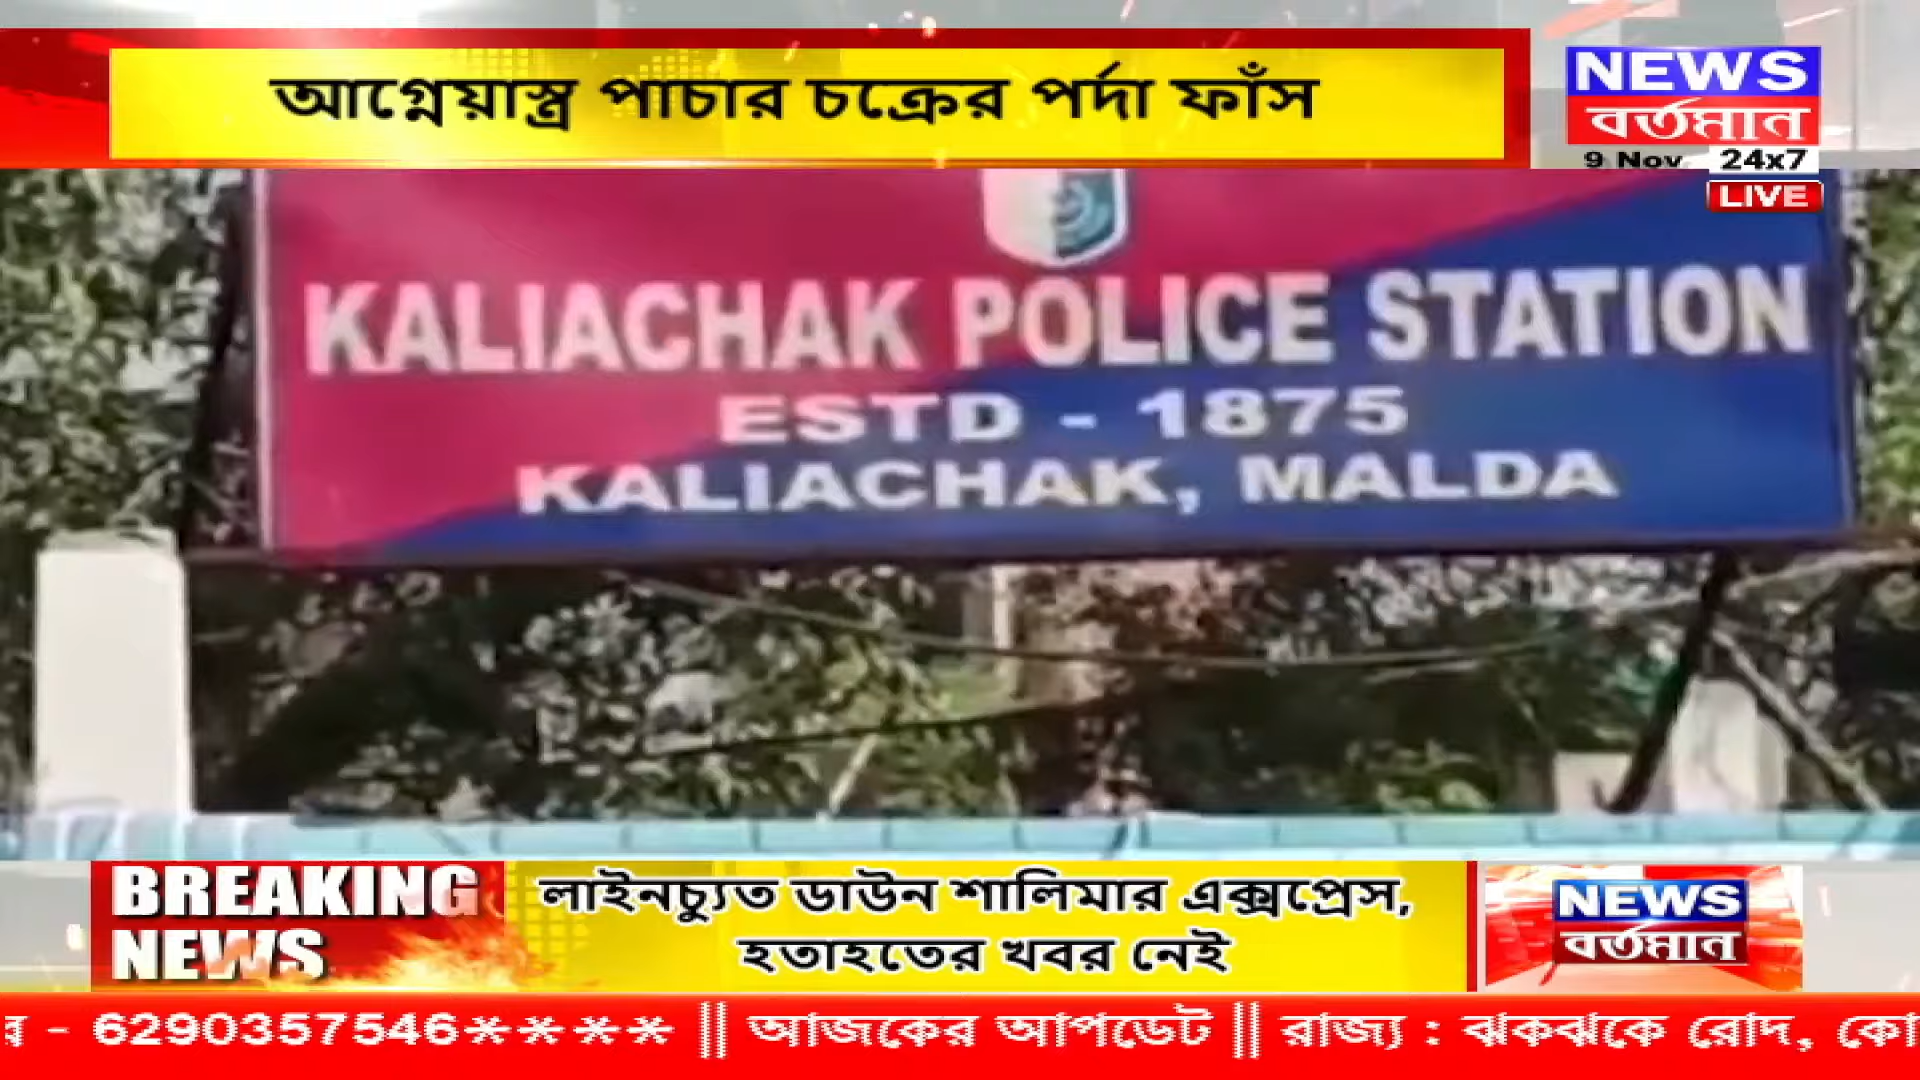 আগ্নেয়াস্ত্র পাচার চক্রের পর্দা ফাঁস
NEWS
বর্তমান
9 Nov 24x7
LIVE
KALIACHAK POLICE STATION
ESTD - 1875
KALIACHAK, MALDA
BREAKING
NEWS
লাইনচ্যুত ডাউন শালিমার এক্সপ্রেস,
হতাহতের খবর নেই
NEWS
বর্তমান
- 6290357546**** || আজকের আপডেট || রাজ্য : ঝকঝকে রোদ,